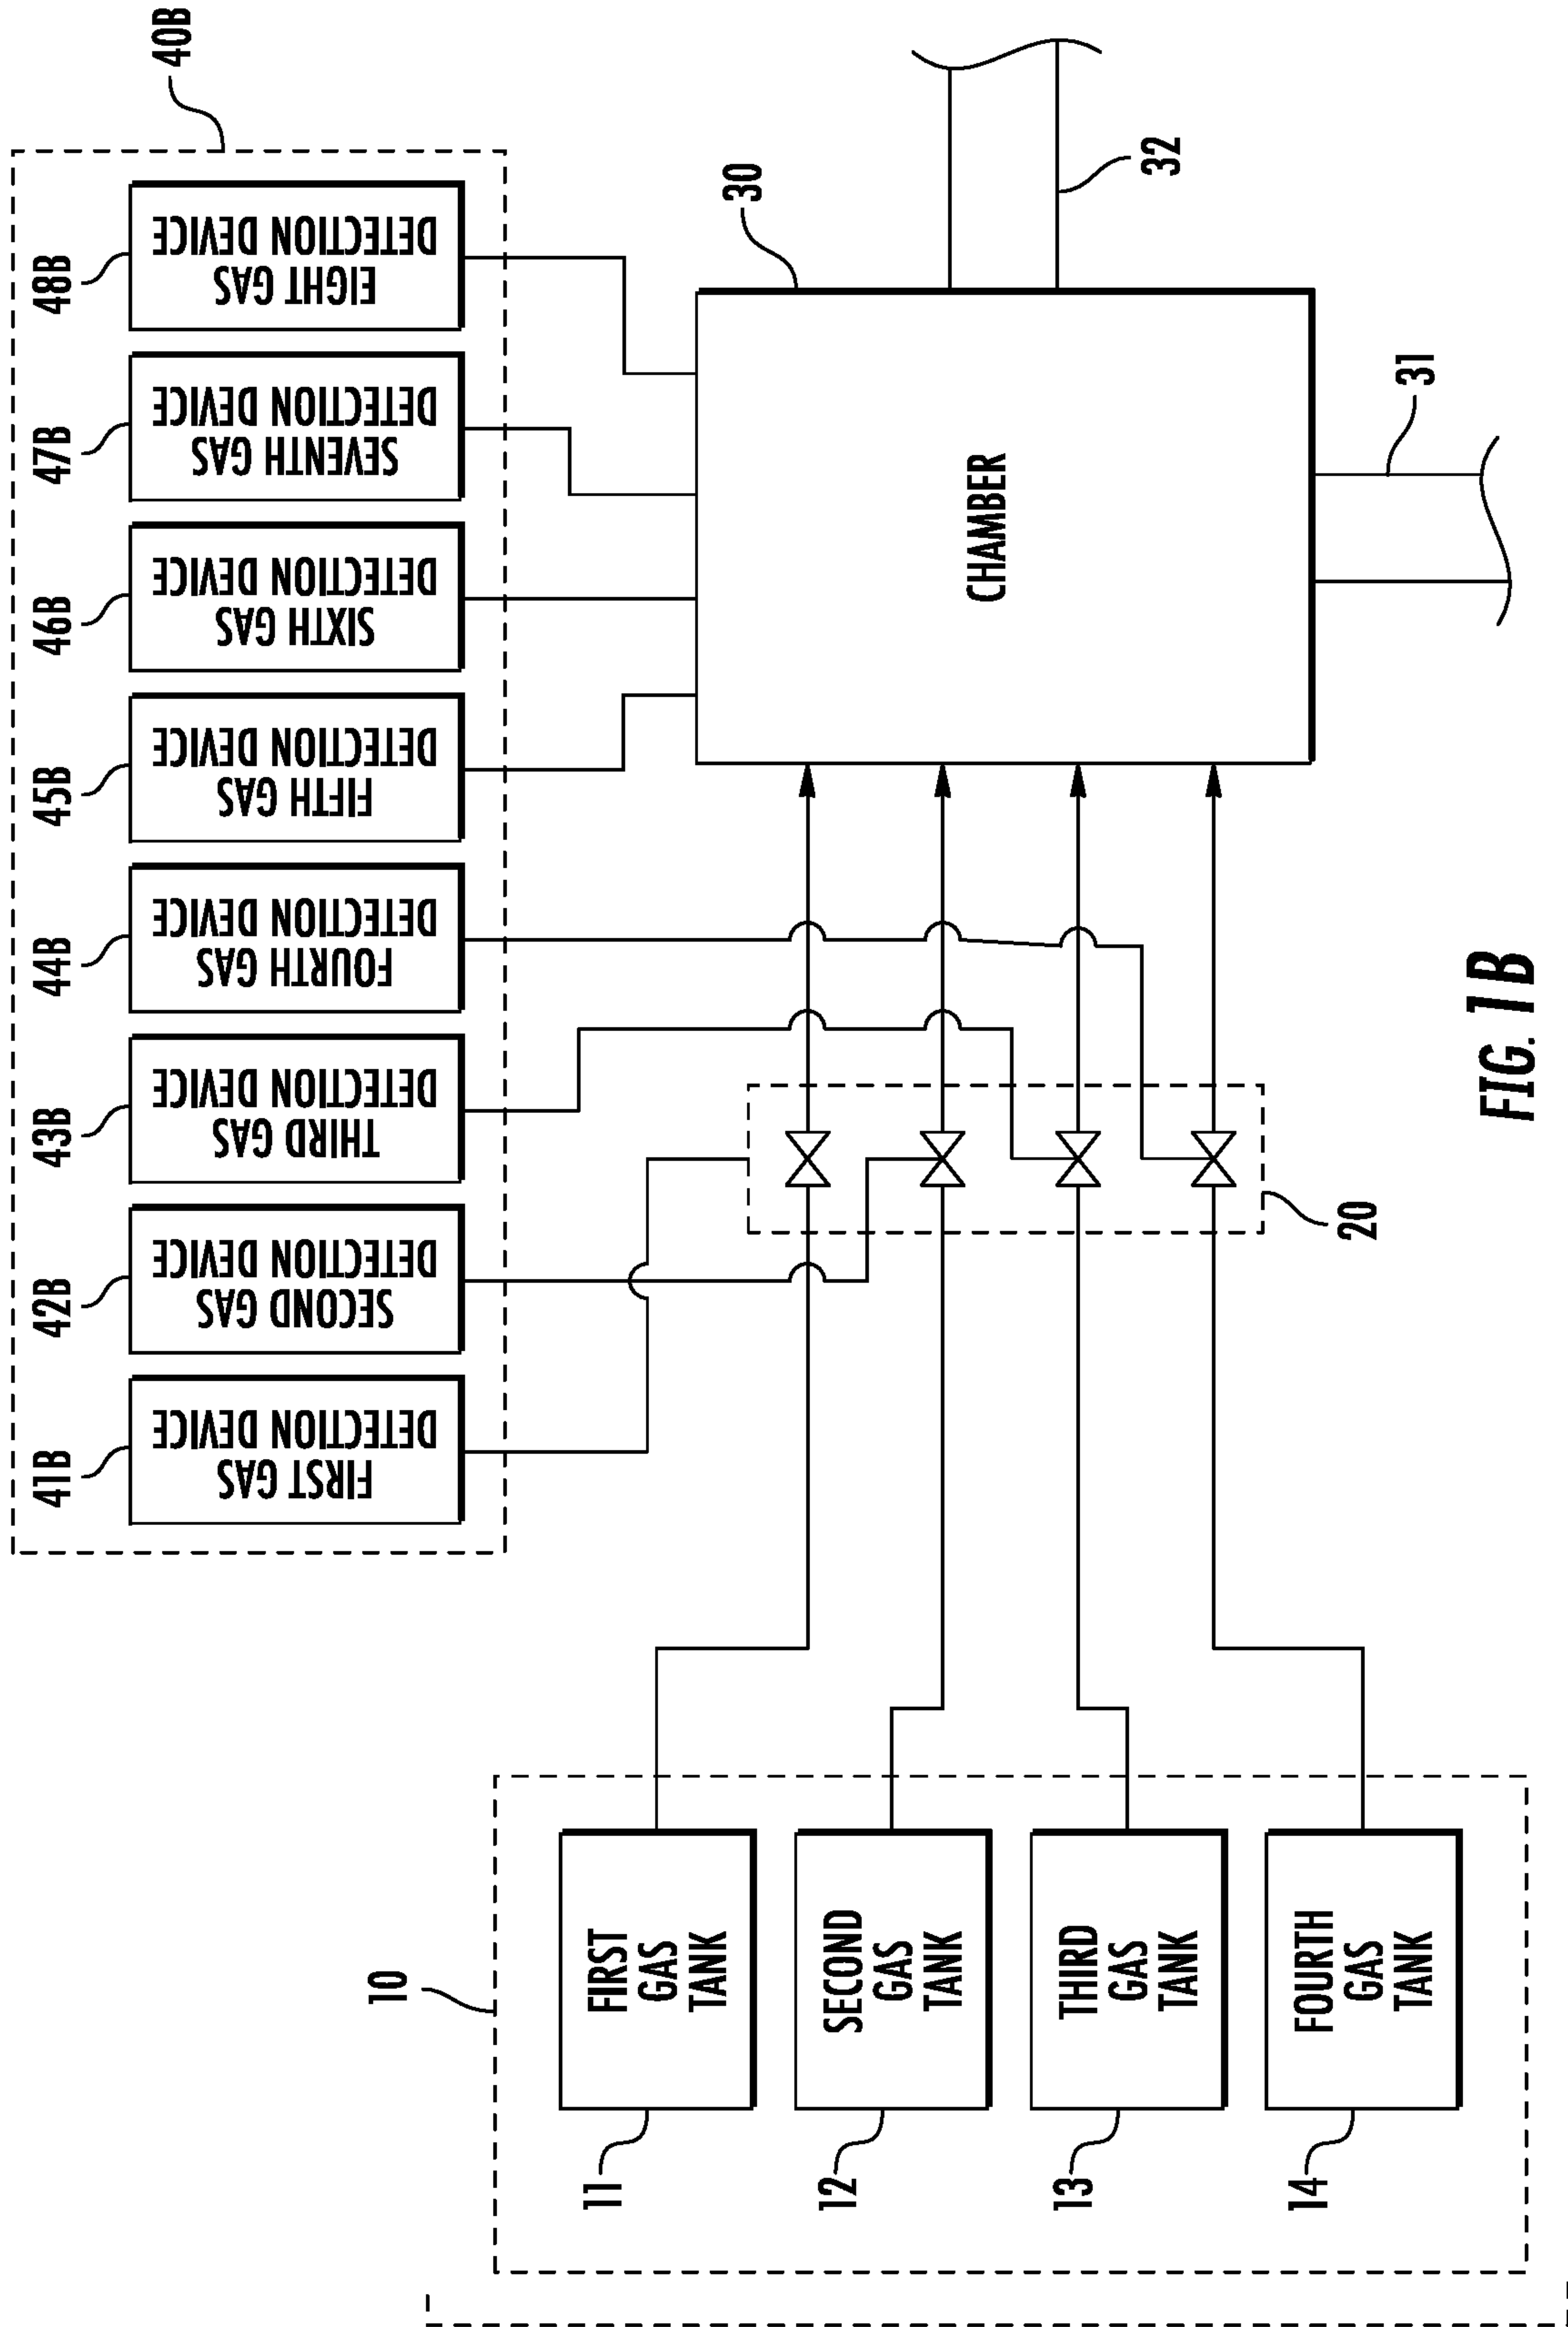 40B
41B
42B
43B
44B
45B
46B
47B
48B
FIRST GAS
DETECTION DEVICE
SECOND GAS
DETECTION DEVICE
THIRD GAS
DETECTION DEVICE
FOURTH GAS
DETECTION DEVICE
FIFTH GAS
DETECTION DEVICE
SIXTH GAS
DETECTION DEVICE
SEVENTH GAS
DETECTION DEVICE
EIGHT GAS
DETECTION DEVICE
10
11
FIRST
GAS
TANK
12
SECOND
GAS
TANK
13
THIRD
GAS
TANK
14
FOURTH
GAS
TANK
20
30
CHAMBER
32
31
FIG. 1B